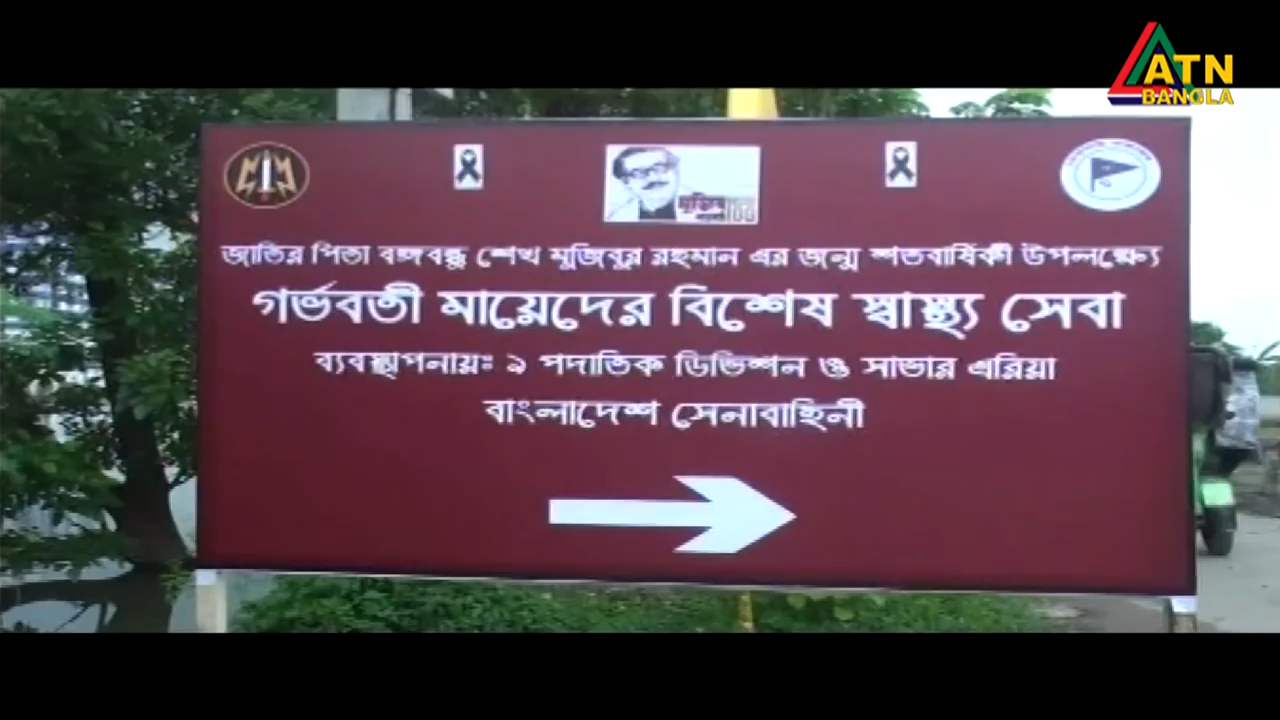 ATN
BANGLA
জাতির পিতা বঙ্গবন্ধু শেখ মুজিবুর রহমান এর জন্ম শতবার্ষিকী উপলক্ষ্যে
গর্ভবতী মায়েদের বিশেষ স্বাস্থ্য সেবা
ব্যবস্থাপনায়ঃ ৯ পদাতিক ডিভিশন ও সাভার এরিয়া
বাংলাদেশ সেনাবাহিনী